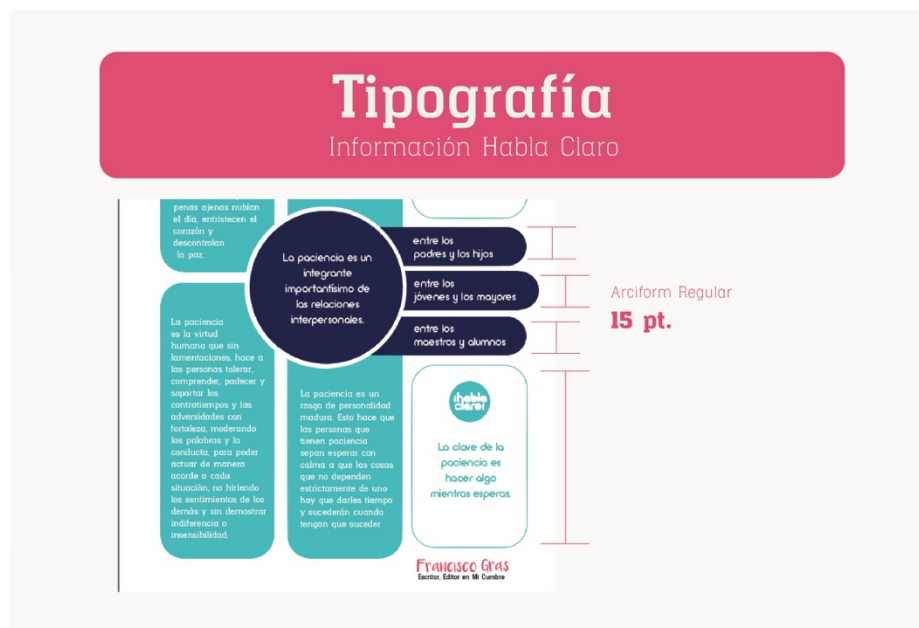 Tipografía
Información Habla Claro
penas ajenas nublan
el día, entristecen el
corazón y
descontrolan
la paz.
La paciencia
es la virtud
humana que sin
lamentaciones, hace a
las personas tolerar,
comprender, padecer y
soportar los
contratiempos y las
adversidades con
fortaleza, moderando
las palabras y la
conducta, para poder
actuar de manera
acorde a cada
situación, no hiriendo
los sentimientos de los
demás y sin demostrar
indiferencia o
insensibilidad.
La paciencia es un
integrante
importantísimo de
las relaciones
interpersonales.
entre los
padres y los hijos
entre los
jóvenes y los mayores
entre los
maestros y alumnos
La paciencia es un
rasgo de personalidad
madura. Esto hace que
las personas que
tienen paciencia
sepan esperar con
calma a que las cosas
que no dependen
estrictamente de uno
hay que darles tiempo
y sucederán cuando
tengan que suceder
¡habla
claro!
La clave de la
paciencia es
hacer algo
mientras esperas.
Francisco Gras
Escritor, Editor en Mi Cumbre
Arciform Regular
15 pt.